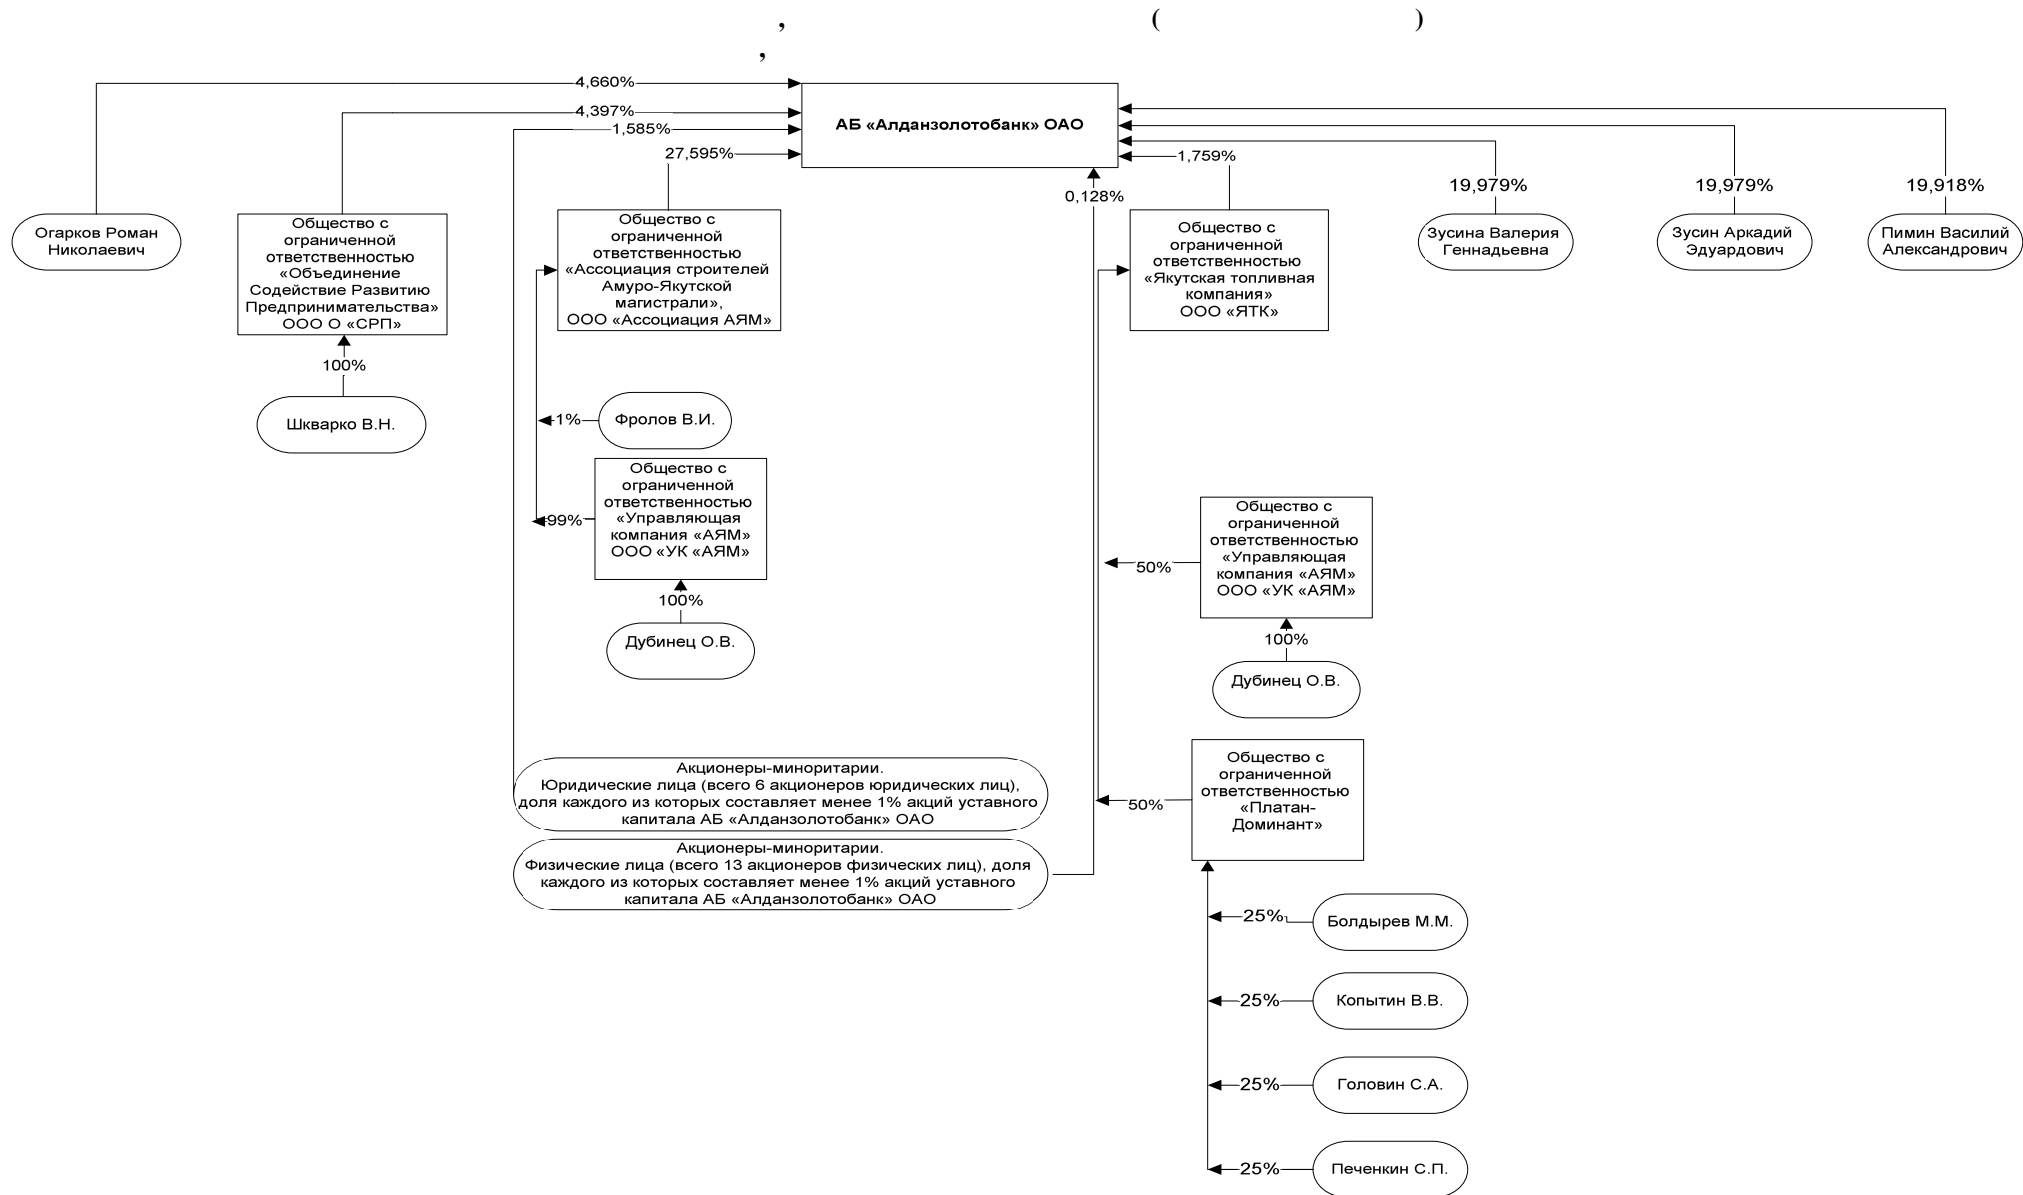 , ( )
,
4,660%
4,397%
1,585%
27,595%
АБ «Алданзолотобанк» ОАО
1,759%
0,128%
19,979%
19,979%
19,918%
Огарков Роман
Николаевич
Общество с
ограниченной
ответственностью
«Объединение
Содействие Развитию
Предпринимательства»
ООО О «СРП»
Общество с
ограниченной
ответственностью
«Ассоциация строителей
Амуро-Якутской
магистрали»,
ООО «Ассоциация АЯМ»
Общество с
ограниченной
ответственностью
«Якутская топливная
компания»
ООО «ЯТК»
Зусина Валерия
Геннадьевна
Зусин Аркадий
Эдуардович
Пимин Василий
Александрович
100%
Шкварко В.Н.
1%
Фролов В.И.
99%
Общество с
ограниченной
ответственностью
«Управляющая
компания «АЯМ»
ООО «УК «АЯМ»
100%
Дубинец О.В.
50%
Общество с
ограниченной
ответственностью
«Управляющая
компания «АЯМ»
ООО «УК «АЯМ»
100%
Дубинец О.В.
Акционеры-миноритарии.
Юридические лица (всего 6 акционеров юридических лиц),
доля каждого из которых составляет менее 1% акций уставного
капитала АБ «Алданзолотобанк» ОАО
Акционеры-миноритарии.
Физические лица (всего 13 акционеров физических лиц), доля
каждого из которых составляет менее 1% акций уставного
капитала АБ «Алданзолотобанк» ОАО
50%
Общество с
ограниченной
ответственностью
«Платан-
Доминант»
25%
Болдырев М.М.
25%
Копытин В.В.
25%
Головин С.А.
25%
Печенкин С.П.